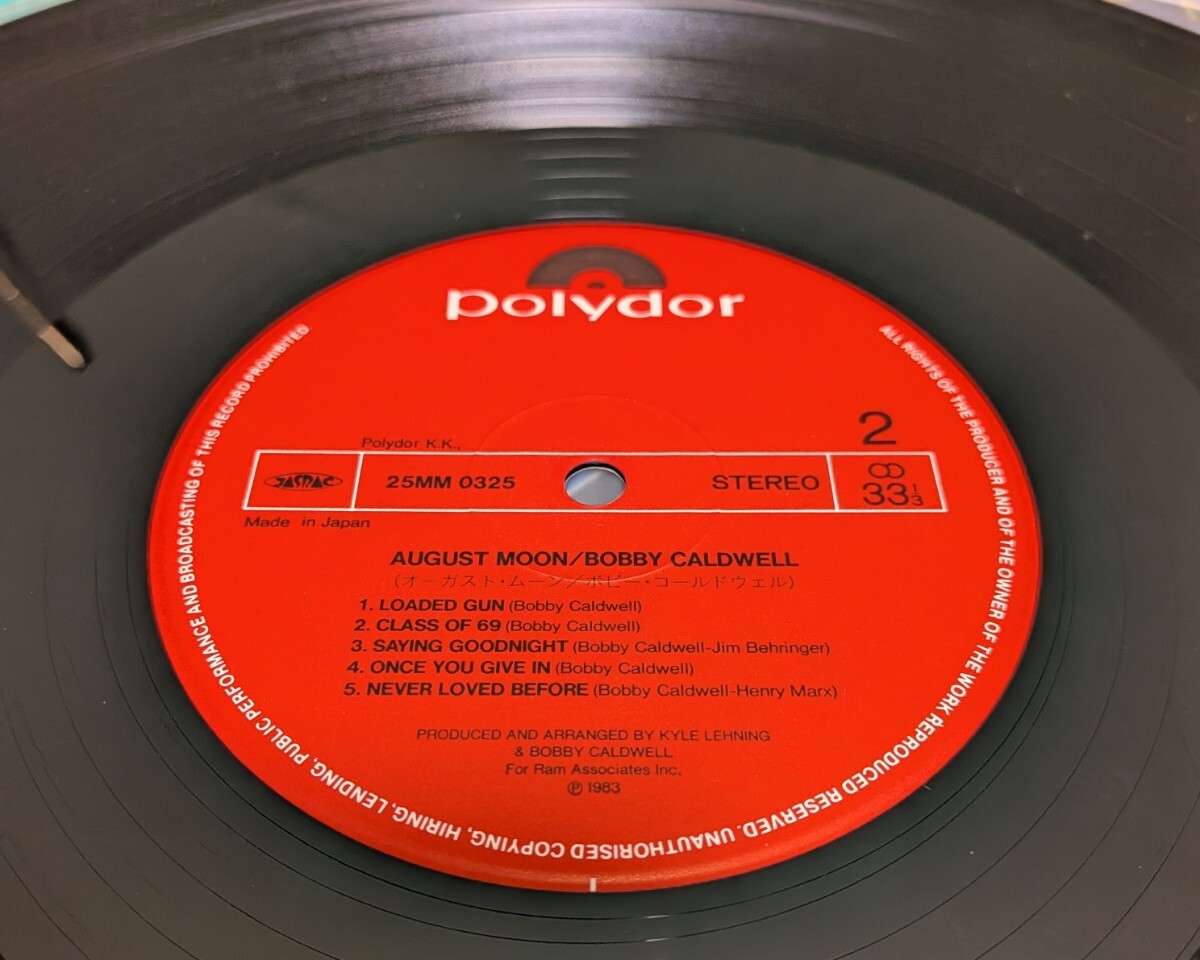 polydor
Polydor K.K.,
2
JASRAC
25MM 0325
STEREO
33 1/3
Made in Japan
AUGUST MOON/BOBBY CALDWELL
(オーガスト・ムーン/ボビー・コールドウェル)
1. LOADED GUN (Bobby Caldwell)
2. CLASS OF 69 (Bobby Caldwell)
3. SAYING GOODNIGHT (Bobby Caldwell-Jim Behringer)
4. ONCE YOU GIVE IN (Bobby Caldwell)
5. NEVER LOVED BEFORE (Bobby Caldwell-Henry Marx)
PRODUCED AND ARRANGED BY KYLE LEHNING
& BOBBY CALDWELL
For Ram Associates Inc.
Ⓟ 1983
ALL RIGHTS OF THE PRODUCER AND OF THE OWNER OF THE WORK REPRODUCED RESERVED. UNAUTHORISED COPYING, HIRING, LENDING, PUBLIC PERFORMANCE AND BROADCASTING OF THIS RECORD PROHIBITED